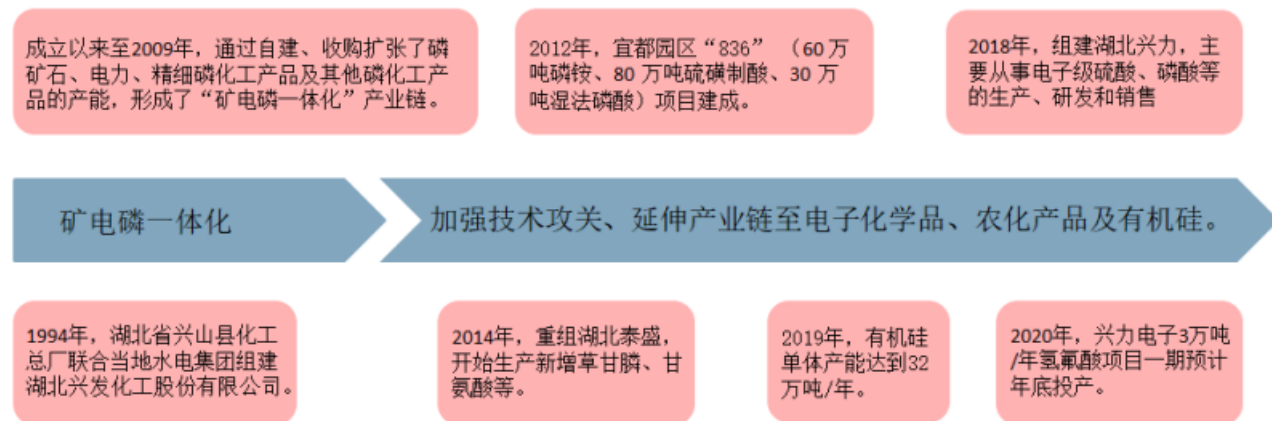 成立以来至2009年，通过自建、收购扩张了磷
矿石、电力、精细磷化工产品及其他磷化工产
品的产能，形成了“矿电磷一体化”产业链。
2012年，宜都园区“836”（60万
吨磷铵、80万吨硫磺制酸、30万
吨湿法磷酸）项目建成。
2018年，组建湖北兴力，主
要从事电子级硫酸、磷酸等
的生产、研发和销售
矿电磷一体化
加强技术攻关、延伸产业链至电子化学品、农化产品及有机硅。
1994年，湖北省兴山县化工
总厂联合当地水电集团组建
湖北兴发化工股份有限公司。
2014年，重组湖北泰盛，
开始生产新增草甘膦、甘
氨酸等。
2019年，有机硅
单体产能达到32
万吨/年。
2020年，兴力电子3万吨
/年氢氟酸项目一期预计
年底投产。